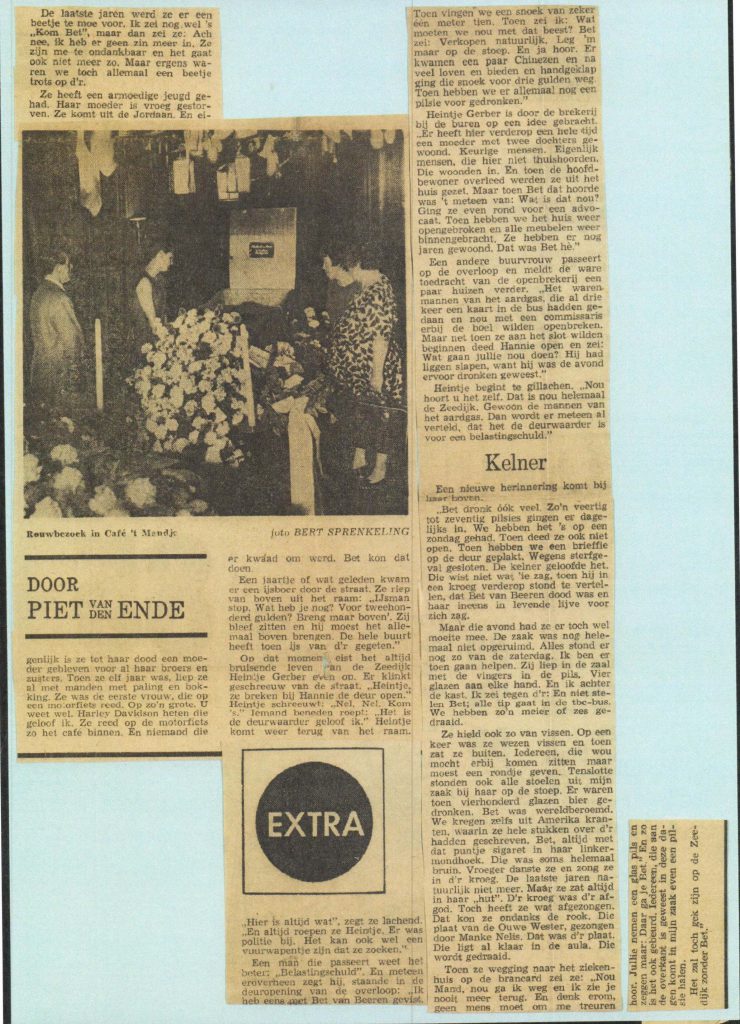 De laatste jaren werd ze er een
beetje te moe voor. Ik zei nog wel 's
„Kom Bet”, maar dan zei ze: Ach
nee, ik heb er geen zin meer in. Ze
zijn me te ondankbaar en het gaat
ook niet meer zo. Maar ergens wa-
ren we toch allemaal een beetje
trots op d'r.
Ze heeft een armoedige jeugd ge-
had. Haar moeder is vroeg gestor-
ven. Ze komt uit de Jordaan. En ei-
Rouwbezoek in Café 't Mandje
foto BERT SPRENKELING
DOOR
PIET VAN DEN ENDE
genlijk is ze tot haar dood een moe-
der gebleven voor al haar broers en
zusters. Toen ze elf jaar was, liep ze
al met manden met paling en bok-
king. Ze was de eerste vrouw, die op
een motorfiets reed. Op zo'n grote. U
weet wel. Harley Davidson heten die
geloof ik. Ze reed op de motorfiets
zo het café binnen. En niemand die
er kwaad om werd. Bet kon dat
doen
Een jaartje of wat geleden kwam
er een ijsboer door de straat. Ze riep
van boven uit het raam: „IJsman
stop. Wat heb je nog? Voor tweehon-
derd gulden? Breng maar boven'. Zij
bleef zitten en hij moest het alle-
maal boven brengen. De hele buurt
heeft toen ijs van d'r gegeten.”
Op dat moment eist het altijd
bruisende leven van de Zeedijk
Heintje Gerber even op. Er klinkt
geschreeuw van de straat. „Heintje,
ze breken bij Hannie de deur open.”
Heintje schreeuwt: „Nel, Nel. Kom
's.” Iemand beneden roept: „Het is
de deurwaarder geloof ik.” Heintje
komt weer terug van het raam.
EXTRA
„Hier is altijd wat”, zegt ze lachend.
„En altijd roepen ze Heintje. Er was
politie bij. Het kan ook wel een
vuurwapentje zijn dat ze zoeken.”
Een man die passeert weet het
beter: „Belastingschuld”. En meteen
eroverheen zegt hij, staande in de
deuropening van de overloop: „Ik
heb eens met Bet van Beeren gevist.
Toen vingen we een snoek van zeker
een meter tien. Toen zei ik: Wat
moeten we nou met dat beest? Bet
zei: Verkopen natuurlijk. Leg 'm
maar op de stoep. En ja hoor. Er
kwamen een paar Chinezen en na
veel loven en bieden en handgeklap
ging die snoek voor drie gulden weg.
Toen hebben we er allemaal nog een
pilsie voor gedronken.”
Heintje Gerber is door de brekerij
bij de buren op een idee gebracht.
„Er heeft hier verderop een hele tijd
een moeder met twee dochters ge-
woond. Keurige mensen. Eigenlijk
mensen, die hier niet thuishoorden.
Die woonden in. En toen de hoofd-
bewoner overleed werden ze uit het
huis gezet. Maar toen Bet dat hoorde
was 't meteen van: Wat is dat nou?
Ging ze even rond voor een advo-
caat. Toen hebben we het huis weer
opengebroken en alle meubelen weer
binnengebracht. Ze hebben er nog
jaren gewoond. Dat was Bet hè.”
Een andere buurvrouw passeert
op de overloop en meldt de ware
toedracht van de openbrekerij een
paar huizen verder. „Het waren
mannen van het aardgas, die al drie
keer een kaart in de bus hadden ge-
daan en nou met een commissaris
erbij de boel wilden openbreken.
Maar net toen ze aan het slot wilden
beginnen deed Hannie open en zei:
Wat gaan jullie nou doen? Hij had
liggen slapen, want hij was de avond
ervoor dronken geweest.”
Heintje begint te gillachen. „Nou
hoort u het zelf. Dat is nou helemaal
de Zeedijk. Gewoon de mannen van
het aardgas. Dan wordt er meteen al
verteld, dat het de deurwaarder is
voor een belastingschuld.”
Kelner
Een nieuwe herinnering komt bij
haar boven.
„Bet dronk óók veel. Zo'n veertig
tot zeventig pilsies gingen er dage-
lijks in. We hebben het 's op een
zondag gehad. Toen deed ze ook niet
open. Toen hebben we een brieffie
op de deur geplakt. Wegens sterfge-
val gesloten. De kelner geloofde het.
Die wist niet wat 'ie zag, toen hij in
een kroeg verderop stond te vertel-
len, dat Bet van Beeren dood was en
haar ineens in levende lijve voor
zich zag.
Maar die avond had ze er toch wel
moeite mee. De zaak was nog hele-
maal niet opgeruimd. Alles stond er
nog zo van de zaterdag. Ik ben er
toen gaan helpen. Zij liep in de zaal
met de vingers in de pils. Vier
glazen aan elke hand. En ik achter
de kast. Ik zei tegen d'r: En niet ste-
len Bet; alle tip gaat in de tbc-bus.
We hebben zo'n meier of zes ge-
draaid.
Ze hield ook zo van vissen. Op een
keer was ze wezen vissen en toen
zat ze buiten. Iedereen, die wou
mocht erbij komen zitten maar
moest een rondje geven. Tenslotte
stonden ook alle stoelen uit mijn
zaak bij haar op de stoep. Er waren
toen vierhonderd glazen bier ge-
dronken. Bet was wereldberoemd.
We kregen zelfs uit Amerika kran-
ten, waarin ze hele stukken over d'r
hadden geschreven. Bet, altijd met
dat puntje sigaret in haar linker-
mondhoek. Die was soms helemaal
bruin. Vroeger danste ze en zong ze
in d'r kroeg. De laatste jaren na-
tuurlijk niet meer. Maar ze zat altijd
in haar „hut”. D'r kroeg was d'r af-
god. Toch heeft ze wat afgezongen.
Dat kon ze ondanks de rook. Die
plaat van de Ouwe Wester, gezongen
door Manke Nelis. Dat was d'r plaat.
Die ligt al klaar in de aula. Die
wordt gedraaid.
Toen ze wegging naar het zieken-
huis op de brancard zei ze: „Nou
Mand, nou ga ik weg en ik zie je
nooit meer terug. En denk erom,
geen mens moet om me treuren
hoor. Jullie nemen een glas pils en
zeggen maar: Daar ga je Bet.” En zo
is het ook gebeurd. Iedereen, die aan
de overkant is geweest in deze da-
gen komt in mijn zaak even een pil-
sie halen.
Het zal toch gek zijn op de Zee-
dijk zonder Bet.”